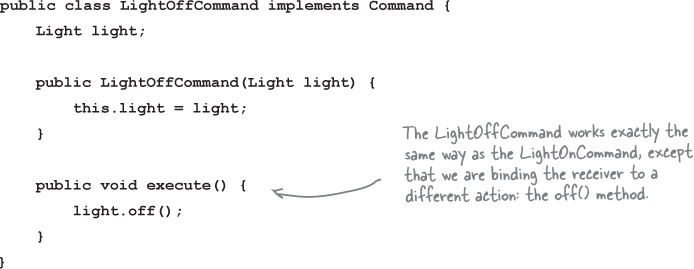 public class LightOffCommand implements Command {
    Light light;

    public LightOffCommand(Light light) {
        this.light = light;
    }

    public void execute() {
        light.off();
    }
}
The LightOffCommand works exactly the
same way as the LightOnCommand, except
that we are binding the receiver to a
different action: the off() method.